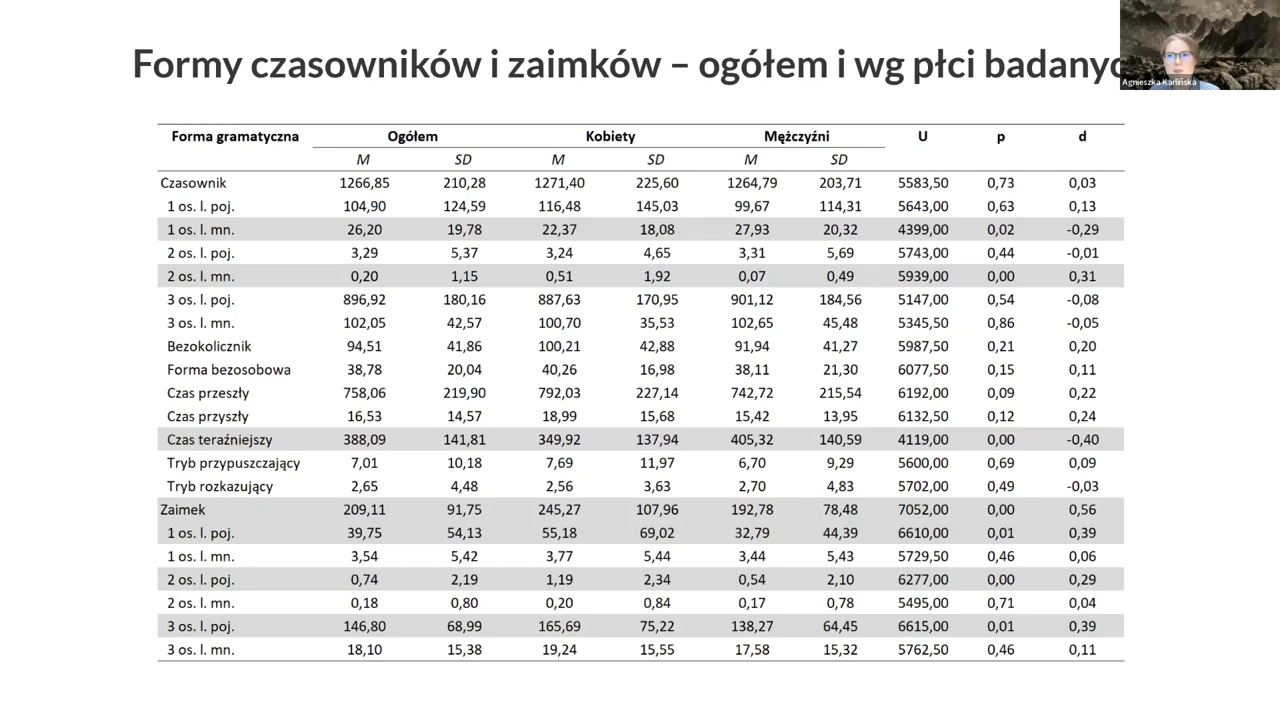 Formy czasowników i zaimków – ogółem i wg płci
Agnieszka Karlińska
Forma gramatyczna Ogółem Kobiety Mężczyźni U p d
M SD M SD M SD
Czasownik 1266,85 210,28 1271,40 225,60 1264,79 203,71 5583,50 0,73 0,03
1 os. l. poj. 104,90 124,59 116,48 145,03 99,67 114,31 5643,00 0,63 0,13
1 os. l. mn. 26,20 19,78 22,37 18,08 27,93 20,32 4399,00 0,02 -0,29
2 os. l. poj. 3,29 5,37 3,24 4,65 3,31 5,69 5743,00 0,44 -0,01
2 os. l. mn. 0,20 1,15 0,51 1,92 0,07 0,49 5939,00 0,00 0,31
3 os. l. poj. 896,92 180,16 887,63 170,95 901,12 184,56 5147,00 0,54 -0,08
3 os. l. mn. 102,05 42,57 100,70 35,53 102,65 45,48 5345,50 0,86 -0,05
Bezokolicznik 94,51 41,86 100,21 42,88 91,94 41,27 5987,50 0,21 0,20
Forma bezosobowa 38,78 20,04 40,26 16,98 38,11 21,30 6077,50 0,15 0,11
Czas przeszły 758,06 219,90 792,03 227,14 742,72 215,54 6192,00 0,09 0,22
Czas przyszły 16,53 14,57 18,99 15,68 15,42 13,95 6132,50 0,12 0,24
Czas teraźniejszy 388,09 141,81 349,92 137,94 405,32 140,59 4119,00 0,00 -0,40
Tryb przypuszczający 7,01 10,18 7,69 11,97 6,70 9,29 5600,00 0,69 0,09
Tryb rozkazujący 2,65 4,48 2,56 3,63 2,70 4,83 5702,00 0,49 -0,03
Zaimek 209,11 91,75 245,27 107,96 192,78 78,48 7052,00 0,00 0,56
1 os. l. poj. 39,75 54,13 55,18 69,02 32,79 44,39 6610,00 0,01 0,39
1 os. l. mn. 3,54 5,42 3,77 5,44 3,44 5,43 5729,50 0,46 0,06
2 os. l. poj. 0,74 2,19 1,19 2,34 0,54 2,10 6277,00 0,00 0,29
2 os. l. mn. 0,18 0,80 0,20 0,84 0,17 0,78 5495,00 0,71 0,04
3 os. l. poj. 146,80 68,99 165,69 75,22 138,27 64,45 6615,00 0,01 0,39
3 os. l. mn. 18,10 15,38 19,24 15,55 17,58 15,32 5762,50 0,46 0,11